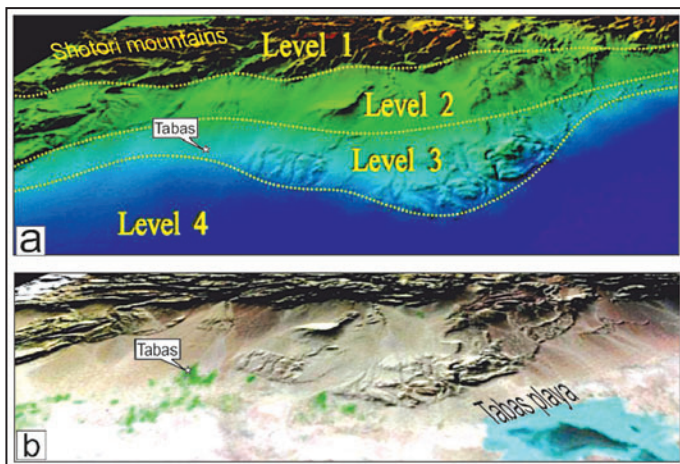 Shotori mountains
Level 1
Level 2
Tabas
Level 3
Level 4
a
Tabas
Tabas playa
b